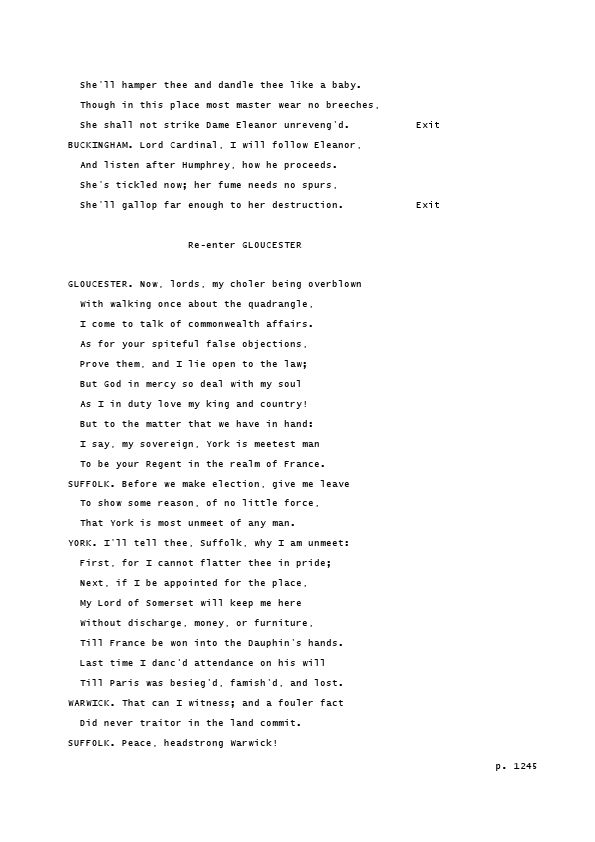 She'll hamper thee and dandle thee like a baby.
Though in this place most master wear no breeches,
She shall not strike Dame Eleanor unreveng'd. Exit
BUCKINGHAM. Lord Cardinal, I will follow Eleanor,
And listen after Humphrey, how he proceeds.
She's tickled now; her fume needs no spurs,
She'll gallop far enough to her destruction. Exit
Re-enter GLOUCESTER
GLOUCESTER. Now, lords, my choler being overblown
With walking once about the quadrangle,
I come to talk of commonwealth affairs.
As for your spiteful false objections,
Prove them, and I lie open to the law;
But God in mercy so deal with my soul
As I in duty love my king and country!
But to the matter that we have in hand:
I say, my sovereign, York is meetest man
To be your Regent in the realm of France.
SUFFOLK. Before we make election, give me leave
To show some reason, of no little force,
That York is most unmeet of any man.
YORK. I'll tell thee, Suffolk, why I am unmeet:
First, for I cannot flatter thee in pride;
Next, if I be appointed for the place,
My Lord of Somerset will keep me here
Without discharge, money, or furniture,
Till France be won into the Dauphin's hands.
Last time I danc'd attendance on his will
Till Paris was besieg'd, famish'd, and lost.
WARWICK. That can I witness; and a fouler fact
Did never traitor in the land commit.
SUFFOLK. Peace, headstrong Warwick!
p. 1245